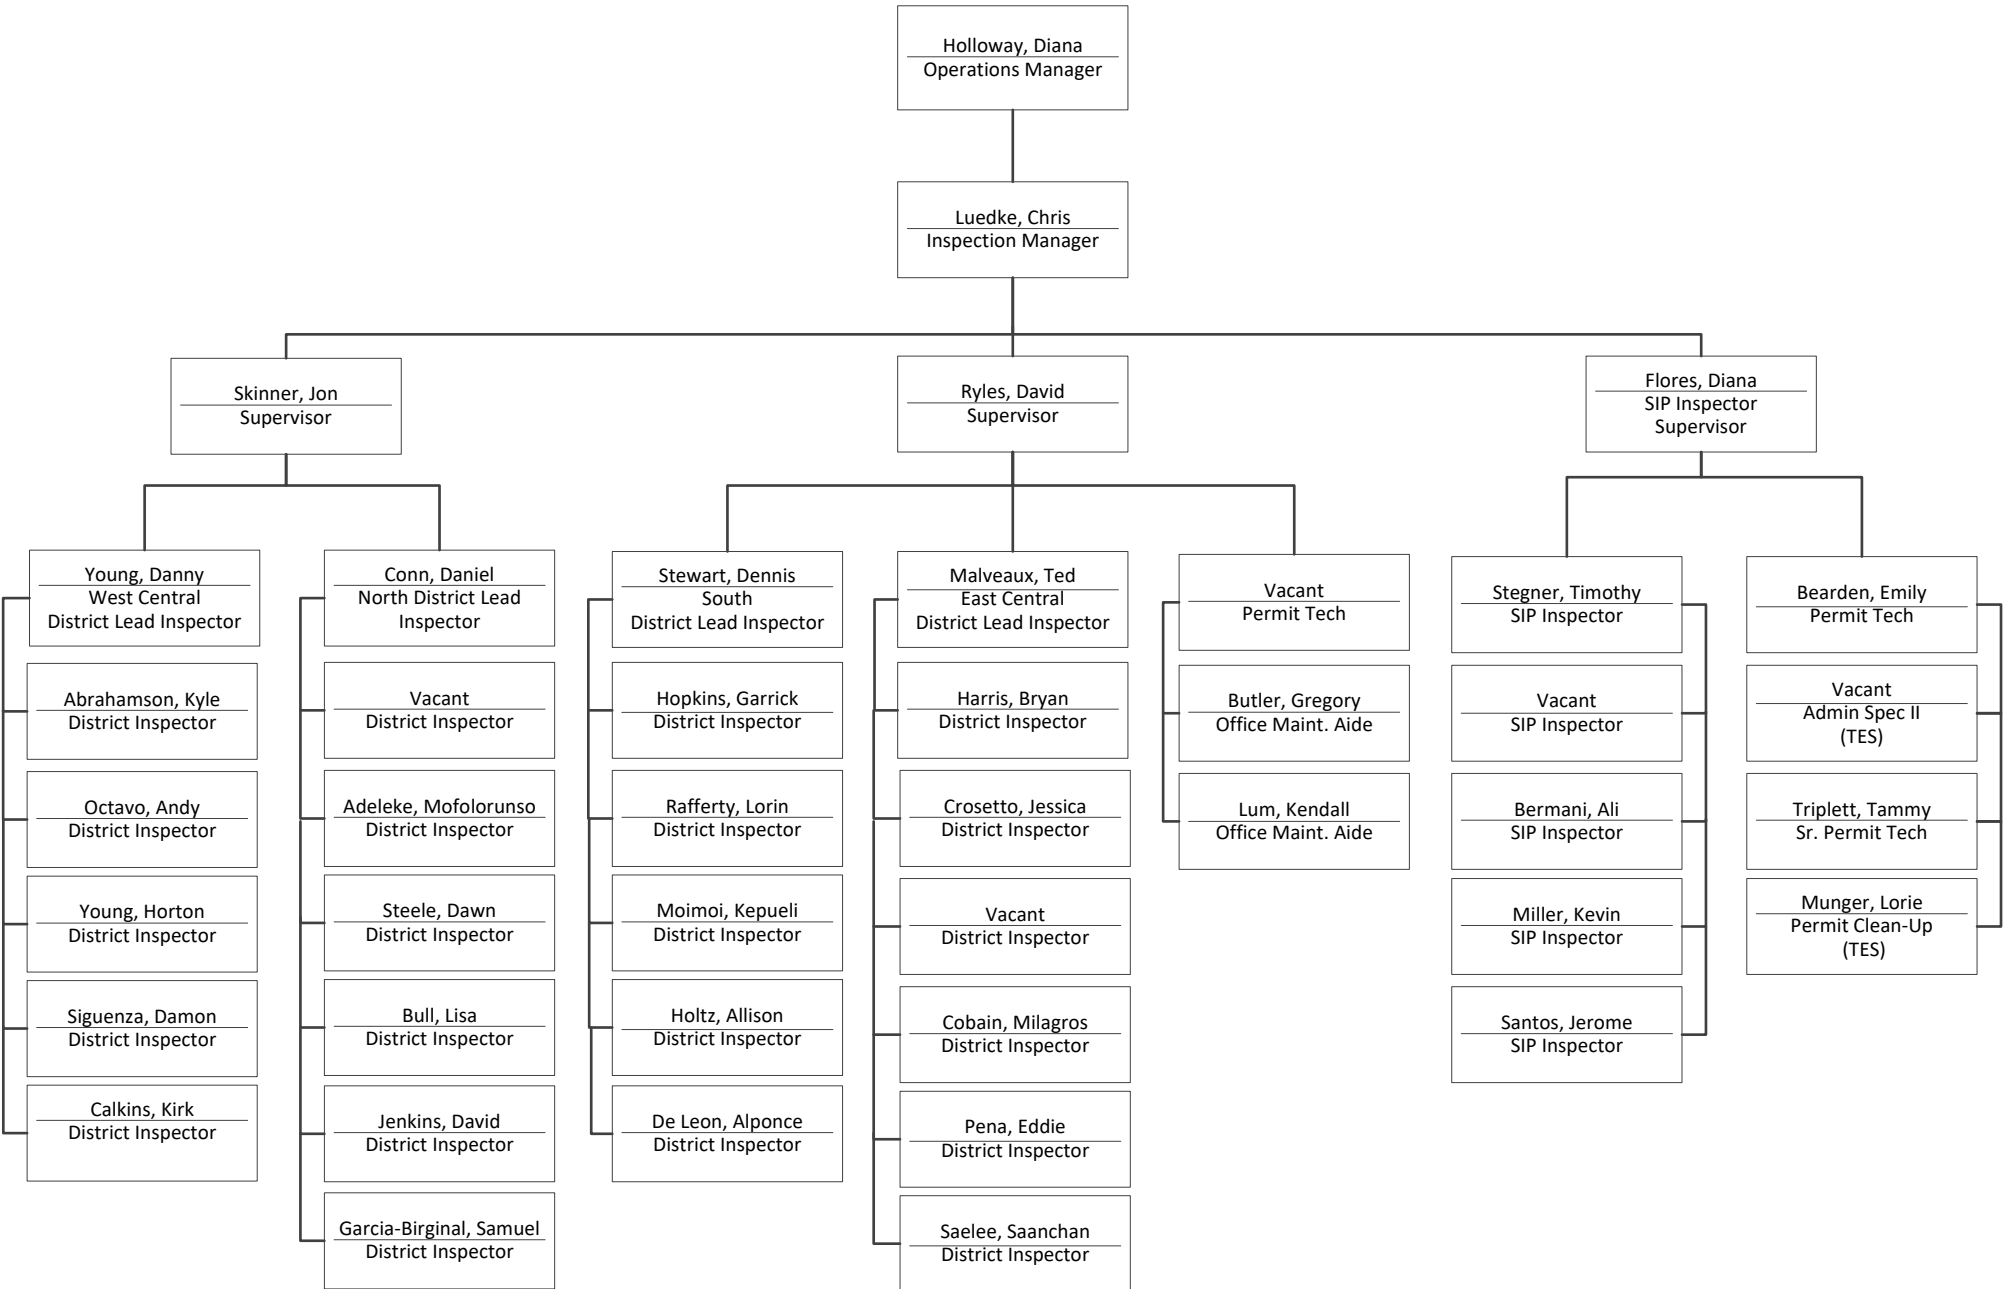 Holloway, Diana
Operations Manager
Luedke, Chris
Inspection Manager
Skinner, Jon
Supervisor
Ryles, David
Supervisor
Flores, Diana
SIP Inspector
Supervisor
Young, Danny
West Central
District Lead Inspector
Abrahamson, Kyle
District Inspector
Octavo, Andy
District Inspector
Young, Horton
District Inspector
Siguenza, Damon
District Inspector
Calkins, Kirk
District Inspector
Conn, Daniel
North District Lead
Inspector
Vacant
District Inspector
Adeleke, Mofolorunso
District Inspector
Steele, Dawn
District Inspector
Bull, Lisa
District Inspector
Jenkins, David
District Inspector
Garcia-Birginal, Samuel
District Inspector
Stewart, Dennis
South
District Lead Inspector
Hopkins, Garrick
District Inspector
Rafferty, Lorin
District Inspector
Moimoi, Kepueli
District Inspector
Holtz, Allison
District Inspector
De Leon, Alponce
District Inspector
Malveaux, Ted
East Central
District Lead Inspector
Harris, Bryan
District Inspector
Crosetto, Jessica
District Inspector
Vacant
District Inspector
Cobain, Milagros
District Inspector
Pena, Eddie
District Inspector
Saelee, Saanchan
District Inspector
Vacant
Permit Tech
Butler, Gregory
Office Maint. Aide
Lum, Kendall
Office Maint. Aide
Stegner, Timothy
SIP Inspector
Vacant
SIP Inspector
Bermani, Ali
SIP Inspector
Miller, Kevin
SIP Inspector
Santos, Jerome
SIP Inspector
Bearden, Emily
Permit Tech
Vacant
Admin Spec II
(TES)
Triplett, Tammy
Sr. Permit Tech
Munger, Lorie
Permit Clean-Up
(TES)